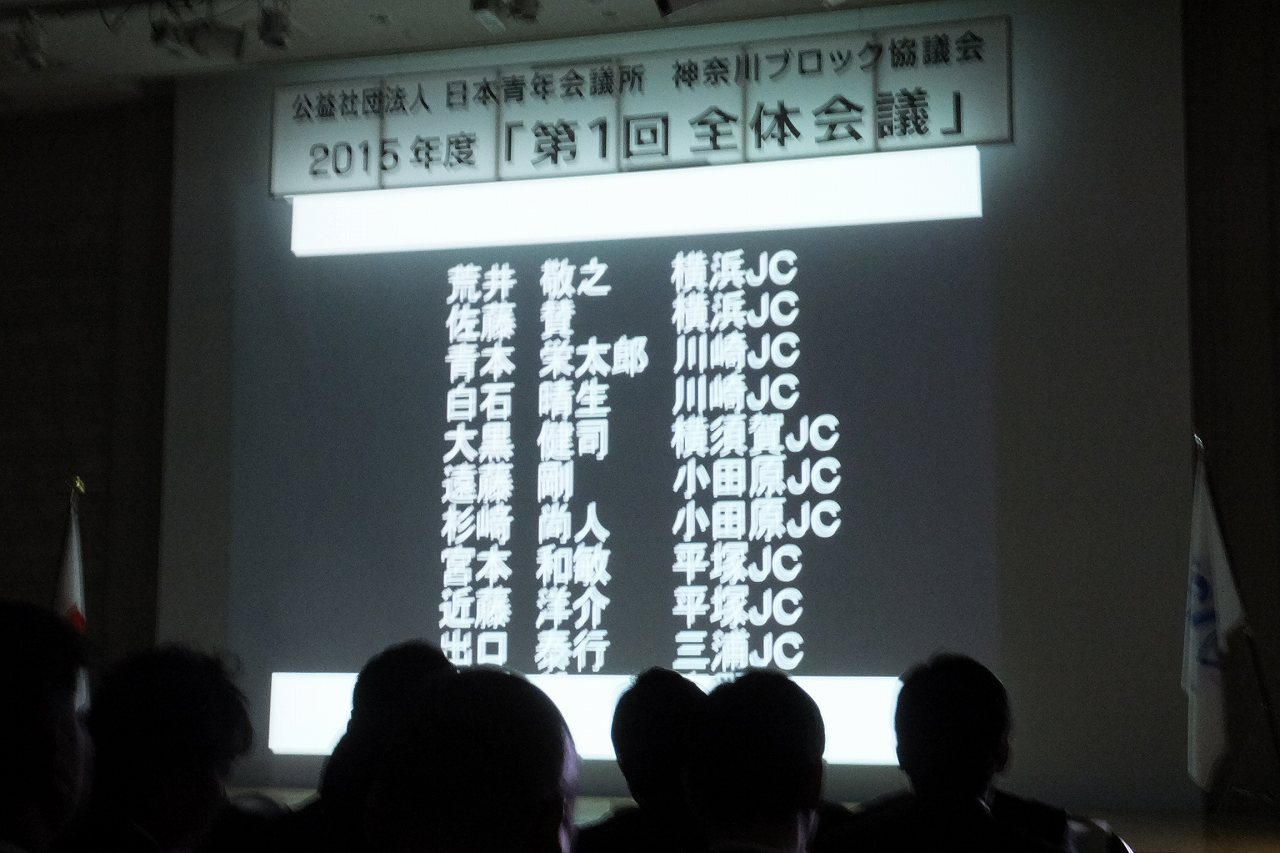 公益社団法人 日本青年会議所 神奈川ブロック協議会
2015年度「第1回 全体会議」
荒井 敬之 横浜JC
佐藤 賛 横浜JC
青本 栄太郎 川崎JC
白石 晴生 川崎JC
大黒 健司 横須賀JC
遠藤 剛 小田原JC
杉崎 尚人 小田原JC
宮本 和敏 平塚JC
近藤 洋介 平塚JC
出口 泰行 三浦JC